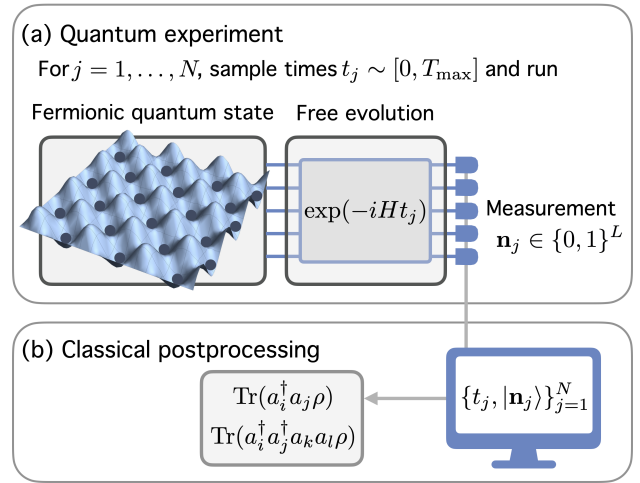 (a) Quantum experiment
For j = 1, . . . , N, sample times t_j ∼ [0, T_max] and run
Fermionic quantum state
Free evolution
exp(−iHt_j)
Measurement
𝐧_j ∈ {0, 1}^L
(b) Classical postprocessing
Tr(a_i^† a_j ρ)
Tr(a_i^† a_j^† a_k a_l ρ)
{t_j, |𝐧_j⟩}_{j=1}^N